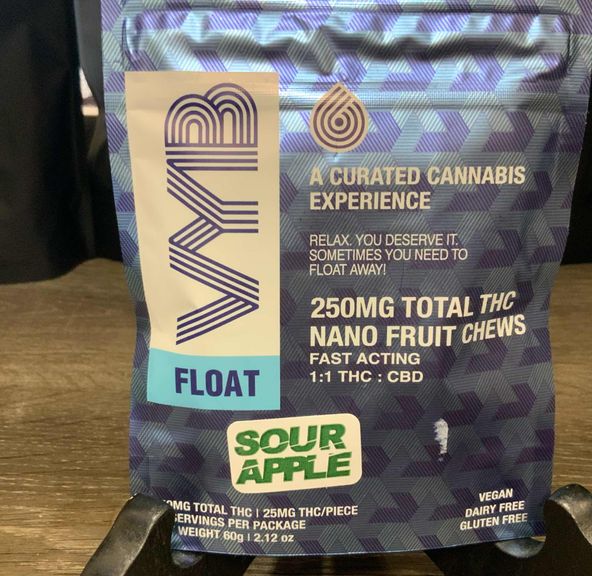 VYB
FLOAT
A CURATED CANNABIS
EXPERIENCE
RELAX. YOU DESERVE IT.
SOMETIMES YOU NEED TO
FLOAT AWAY!
250MG TOTAL THC
NANO FRUIT CHEWS
FAST ACTING
1:1 THC : CBD
SOUR
APPLE
0MG TOTAL THC | 25MG THC/PIECE
SERVINGS PER PACKAGE
WEIGHT 60g | 2.12 oz
VEGAN
DAIRY FREE
GLUTEN FREE